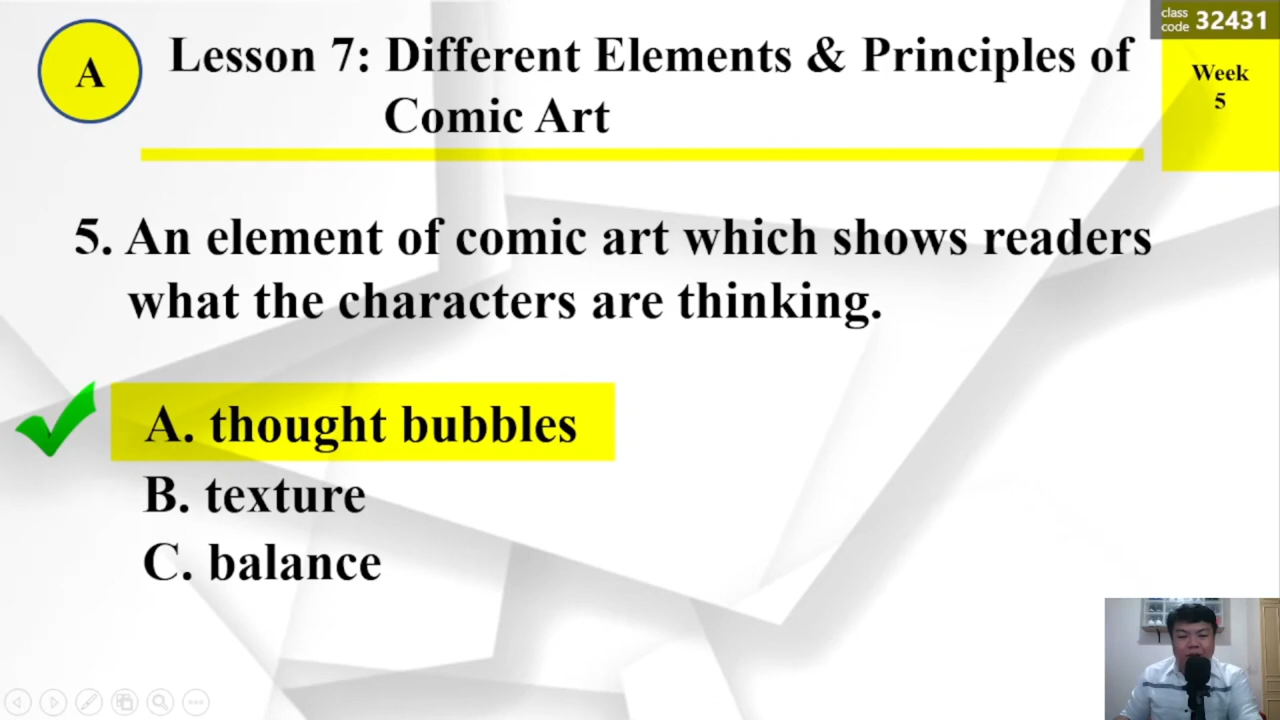 class
code 32431
A
Lesson 7: Different Elements & Principles of
Comic Art
Week
5
5. An element of comic art which shows readers
what the characters are thinking.
A. thought bubbles
B. texture
C. balance